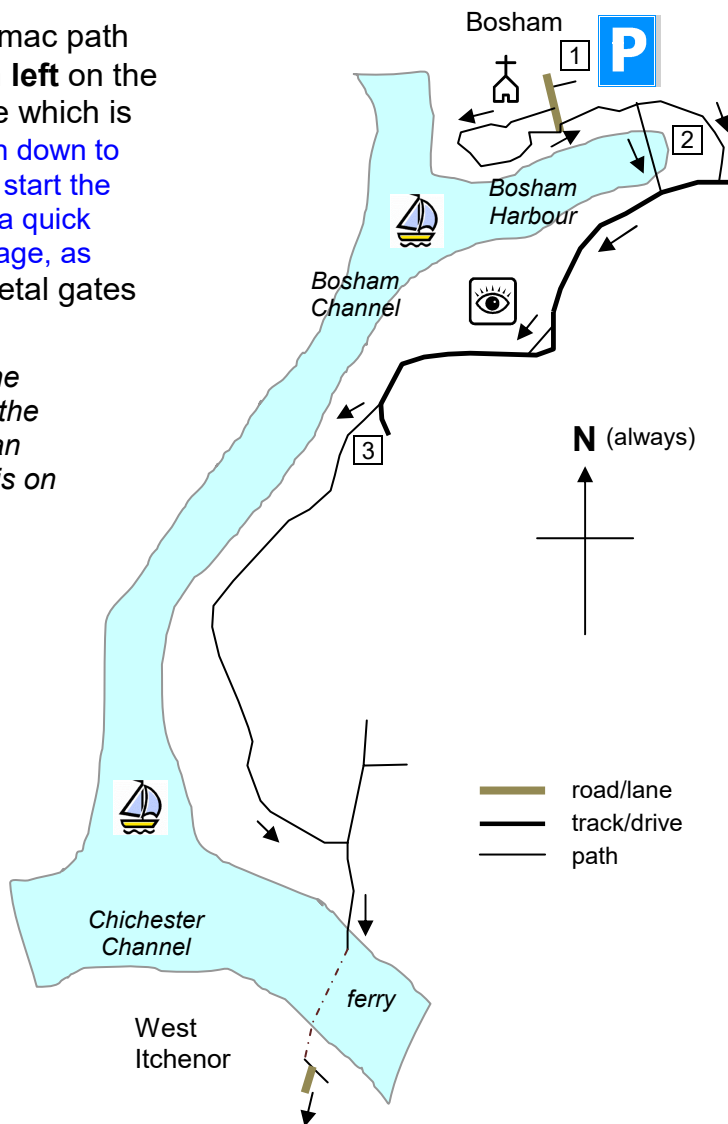 mac path
left on the
e which is
n down to
start the
a quick
age, as
etal gates
the
an
is on
Bosham
1
P
2
Bosham
Harbour
Bosham
Channel
3
N (always)
road/lane
track/drive
path
Chichester
Channel
ferry
West
Itchenor